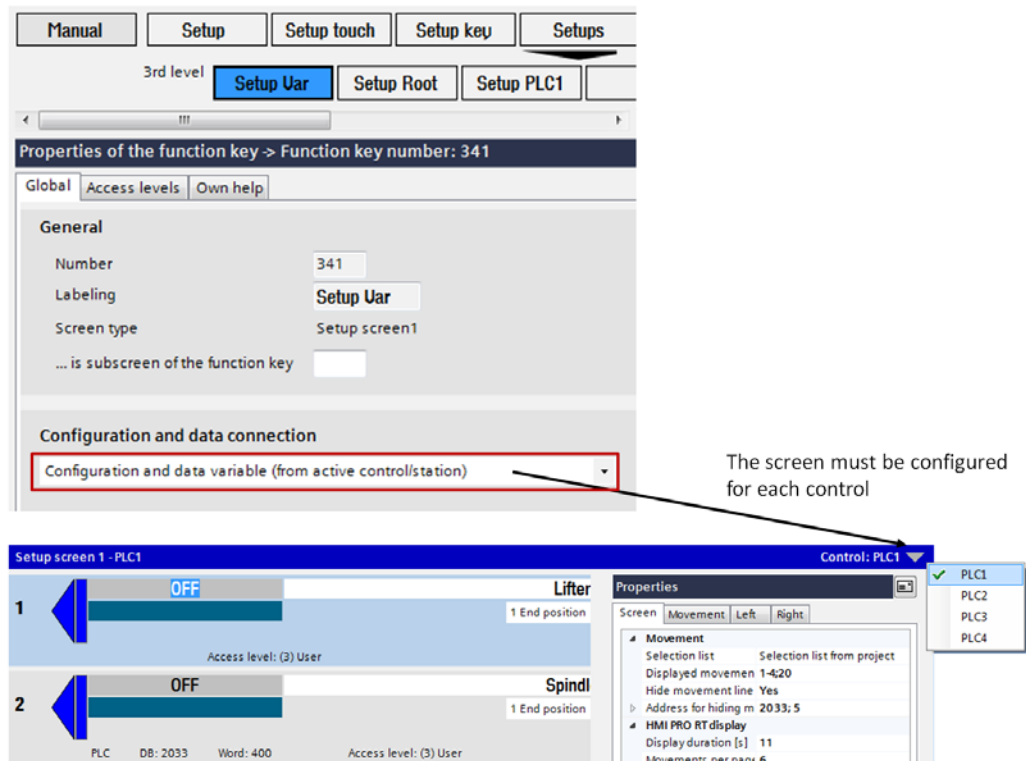 Manual Setup Setup touch Setup key Setups
3rd level Setup Var Setup Root Setup PLC1
Properties of the function key -> Function key number: 341
Global Access levels Own help
General
Number 341
Labeling Setup Var
Screen type Setup screen1
... is subscreen of the function key
Configuration and data connection
Configuration and data variable (from active control/station)
The screen must be configured
for each control
Setup screen 1 - PLC1 Control: PLC1
PLC1
PLC2
PLC3
PLC4
1 OFF Lifter
1 End position
Access level: (3) User
2 OFF Spindl
1 End position
PLC DB: 2033 Word: 400 Access level: (3) User
Properties
Screen Movement Left Right
Movement
Selection list Selection list from project
Displayed movemen 1-4;20
Hide movement line Yes
Address for hiding m 2033; 5
HMI PRO RT display
Display duration [s] 11
Movements per page 6